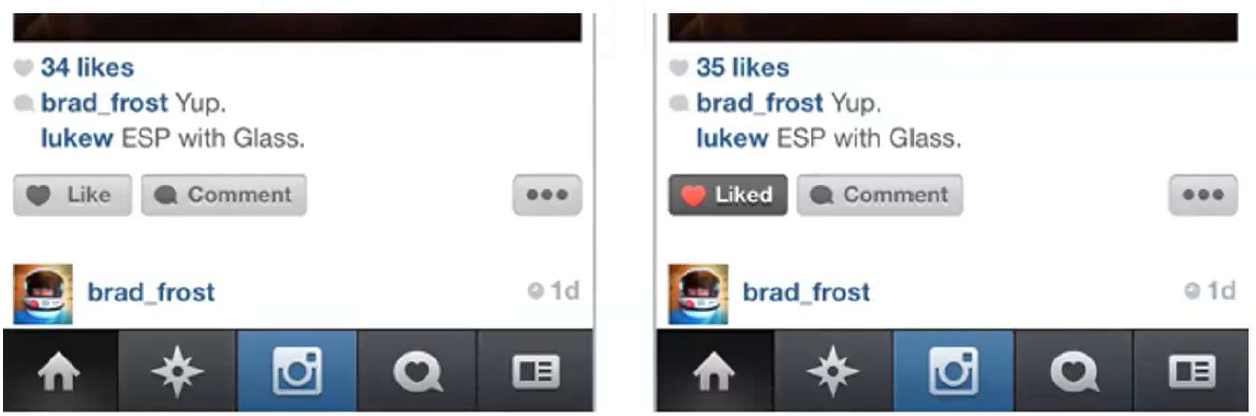 34 likes
brad_frost Yup.
lukew ESP with Glass.
Like Comment
brad_frost 1d
35 likes
brad_frost Yup.
lukew ESP with Glass.
Liked Comment
brad_frost 1d